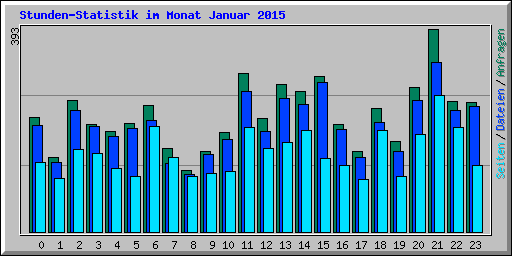 Stunden-Statistik im Monat Januar 2015
393
Seiten / Dateien / Anfragen
0 1 2 3 4 5 6 7 8 9 10 11 12 13 14 15 16 17 18 19 20 21 22 23